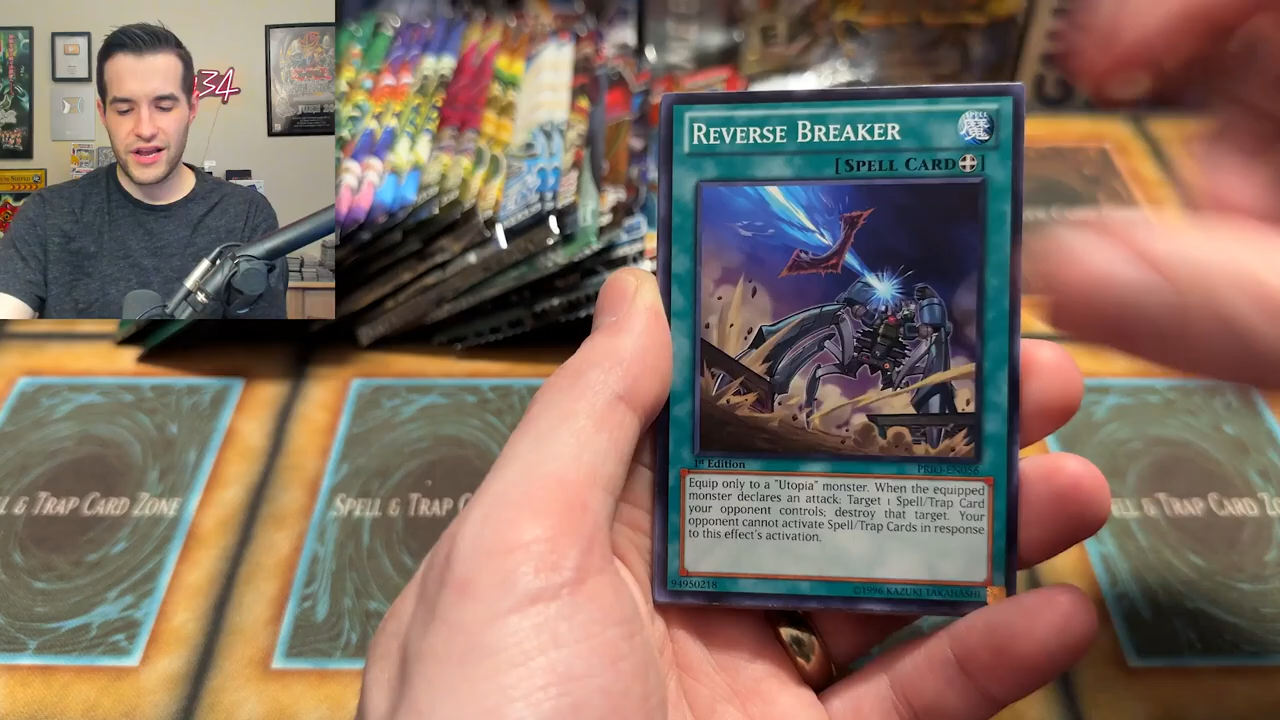 34
REVERSE BREAKER
SPELL
魔
[SPELL CARD]
1st Edition
PRIO-EN056
Equip only to a "Utopia" monster. When the equipped
monster declares an attack: Target 1 Spell/Trap Card
your opponent controls; destroy that target. Your
opponent cannot activate Spell/Trap Cards in response
to this effect's activation.
94950218
©1996 KAZUKI TAKAHASHI
L & TRAP CARD ZONE
SPELL & TRAP C
LL & TRAP CARD Z